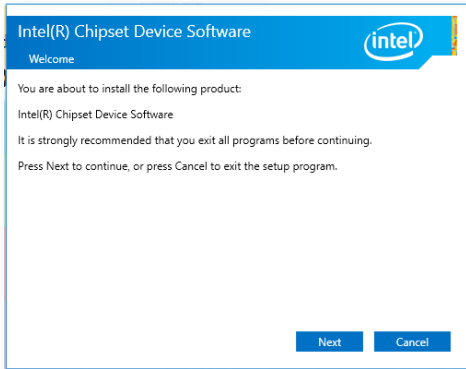 Intel(R) Chipset Device Software
intel
Welcome
You are about to install the following product:
Intel(R) Chipset Device Software
It is strongly recommended that you exit all programs before continuing.
Press Next to continue, or press Cancel to exit the setup program.
Next
Cancel